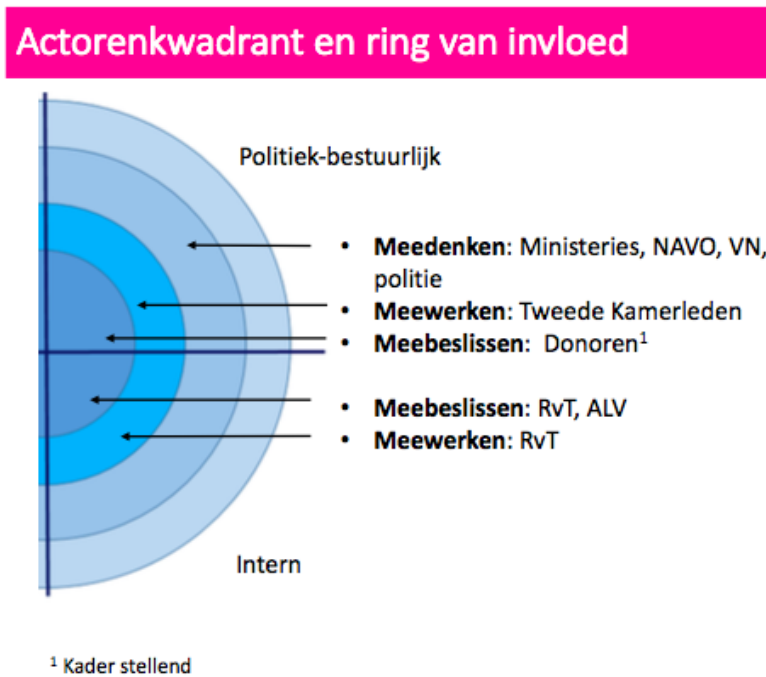 Actorenkwadrant en ring van invloed
Politiek-bestuurlijk
• Meedenken: Ministeries, NAVO, VN,
politie
• Meewerken: Tweede Kamerleden
• Meebeslissen: Donoren¹
• Meebeslissen: RvT, ALV
• Meewerken: RvT
Intern
¹ Kader stellend